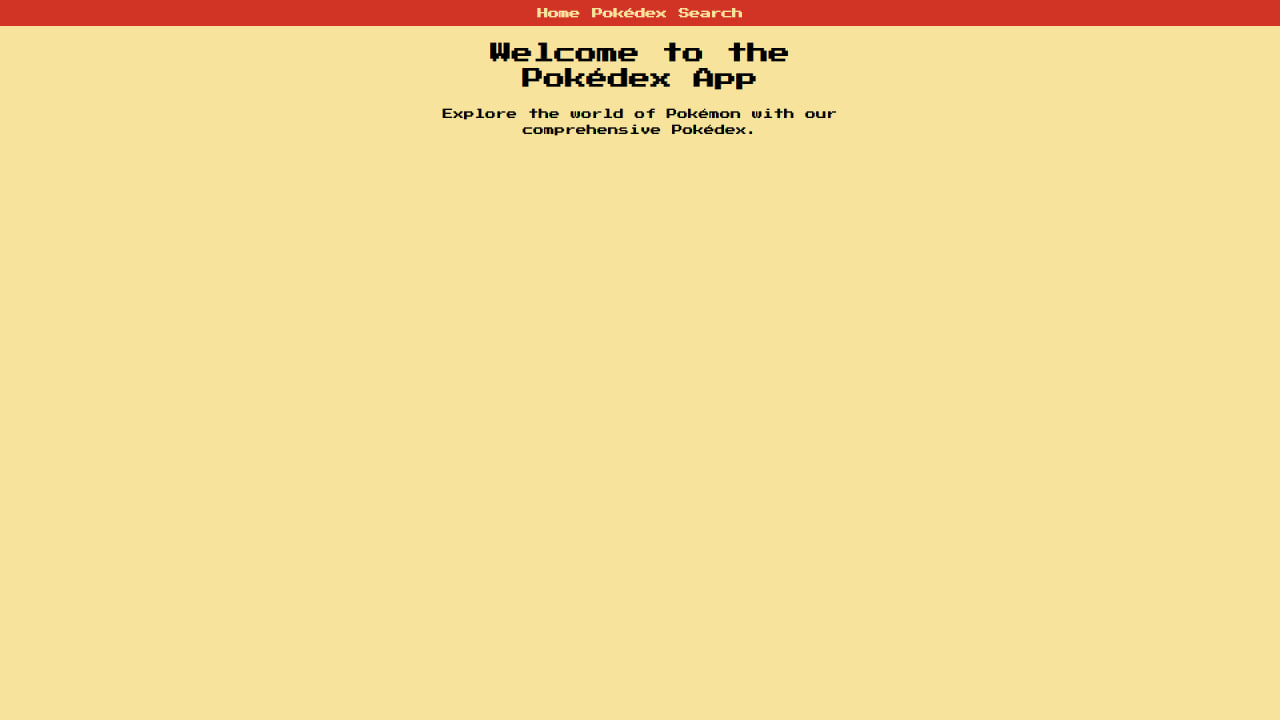 Home Pokédex Search
Welcome to the
Pokédex App
Explore the world of Pokémon with our
comprehensive Pokédex.